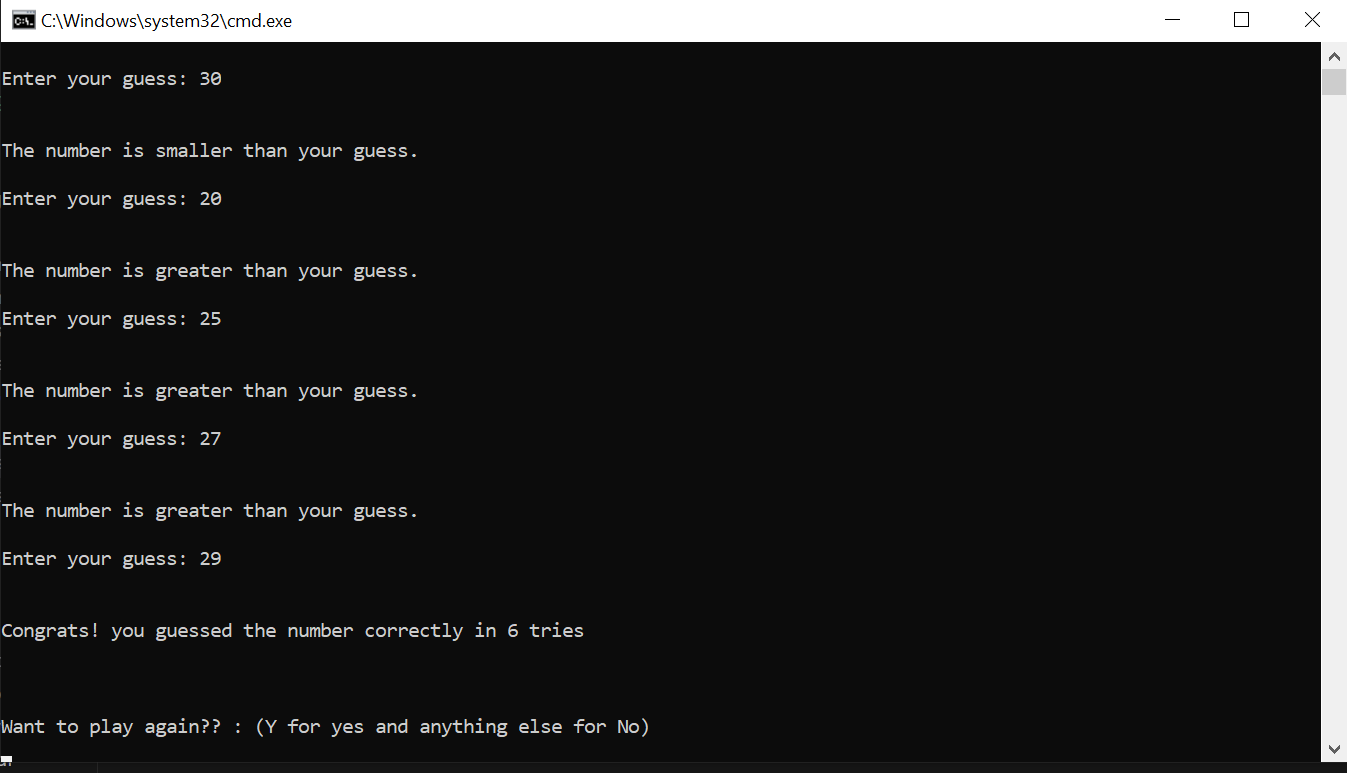 C:\Windows\system32\cmd.exe
Enter your guess: 30
The number is smaller than your guess.
Enter your guess: 20
The number is greater than your guess.
Enter your guess: 25
The number is greater than your guess.
Enter your guess: 27
The number is greater than your guess.
Enter your guess: 29
Congrats! you guessed the number correctly in 6 tries
Want to play again?? : (Y for yes and anything else for No)